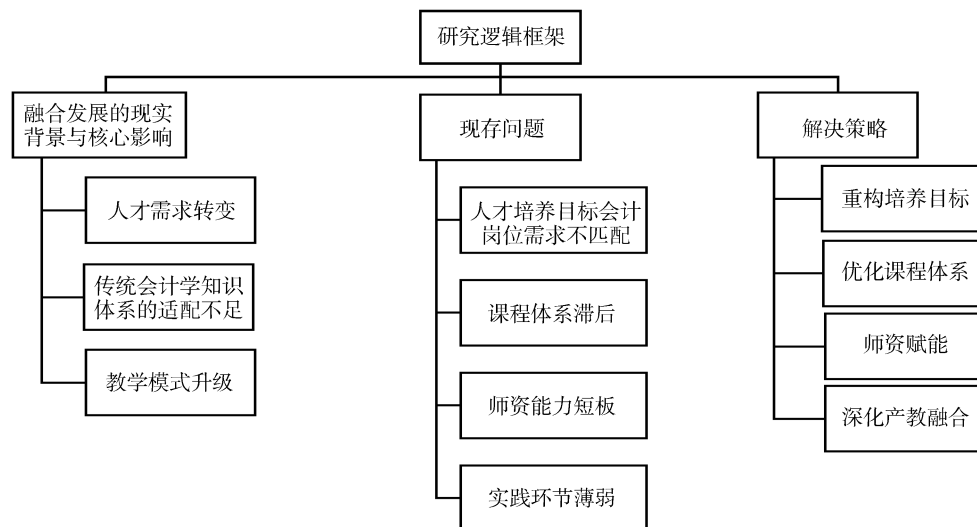 研究逻辑框架
融合发展的现实
背景与核心影响
人才需求转变
传统会计学知识
体系的适配不足
教学模式升级
现存问题
人才培养目标会计
岗位需求不匹配
课程体系滞后
师资能力短板
实践环节薄弱
解决策略
重构培养目标
优化课程体系
师资赋能
深化产教融合